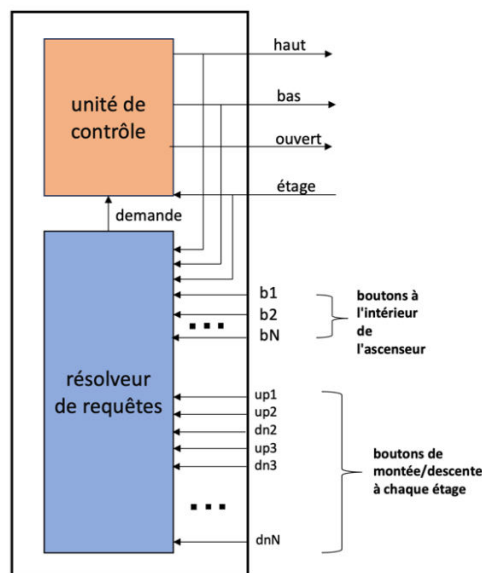 haut
unité de
contrôle
bas
ouvert
étage
demande
résolveur
de requêtes
b1
b2
bN
boutons à
l'intérieur
de
l'ascenseur
up1
up2
dn2
up3
dn3
dnN
boutons de
montée/descente
à chaque étage